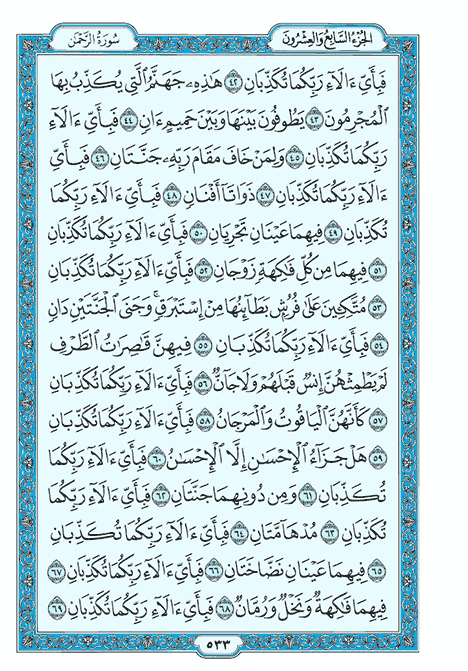 الجزء السابع والعشرون
سورة الرحمن
فَبِأَيِّ ءَالَآءِ رَبِّكُمَا تُكَذِّبَانِ ٤٢ هَٰذِهِۦ جَهَنَّمُ ٱلَّتِي يُكَذِّبُ بِهَا
ٱلْمُجْرِمُونَ ٤٣ يَطُوفُونَ بَيْنَهَا وَبَيْنَ حَمِيمٍ ءَانٍ ٤٤ فَبِأَيِّ ءَالَآءِ
رَبِّكُمَا تُكَذِّبَانِ ٤٥ وَلِمَنْ خَافَ مَقَامَ رَبِّهِۦ جَنَّتَانِ ٤٦ فَبِأَيِّ
ءَالَآءِ رَبِّكُمَا تُكَذِّبَانِ ٤٧ ذَوَاتَآ أَفْنَانٍ ٤٨ فَبِأَيِّ ءَالَآءِ رَبِّكُمَا
تُكَذِّبَانِ ٤٩ فِيهِمَا عَيْنَانِ تَجْرِيَانِ ٥٠ فَبِأَيِّ ءَالَآءِ رَبِّكُمَا تُكَذِّبَانِ
٥١ فِيهِمَا مِن كُلِّ فَٰكِهَةٍ زَوْجَانِ ٥٢ فَبِأَيِّ ءَالَآءِ رَبِّكُمَا تُكَذِّبَانِ
٥٣ مُتَّكِـِٔينَ عَلَىٰ فُرُشٍۭ بَطَآئِنُهَا مِنْ إِسْتَبْرَقٍ ۚ وَجَنَى ٱلْجَنَّتَيْنِ دَانٍ
٥٤ فَبِأَيِّ ءَالَآءِ رَبِّكُمَا تُكَذِّبَانِ ٥٥ فِيهِنَّ قَٰصِرَٰتُ ٱلطَّرْفِ
لَمْ يَطْمِثْهُنَّ إِنسٌ قَبْلَهُمْ وَلَا جَآنٌّ ٥٦ فَبِأَيِّ ءَالَآءِ رَبِّكُمَا تُكَذِّبَانِ
٥٧ كَأَنَّهُنَّ ٱلْيَاقُوتُ وَٱلْمَرْجَانُ ٥٨ فَبِأَيِّ ءَالَآءِ رَبِّكُمَا تُكَذِّبَانِ
٥٩ هَلْ جَزَآءُ ٱلْإِحْسَٰنِ إِلَّا ٱلْإِحْسَٰنُ ٦٠ فَبِأَيِّ ءَالَآءِ رَبِّكُمَا
تُكَذِّبَانِ ٦١ وَمِن دُونِهِمَا جَنَّتَانِ ٦٢ فَبِأَيِّ ءَالَآءِ رَبِّكُمَا
تُكَذِّبَانِ ٦٣ مُدْهَآمَّتَانِ ٦٤ فَبِأَيِّ ءَالَآءِ رَبِّكُمَا تُكَذِّبَانِ
٦٥ فِيهِمَا عَيْنَانِ نَضَّاخَتَانِ ٦٦ فَبِأَيِّ ءَالَآءِ رَبِّكُمَا تُكَذِّبَانِ ٦٧
فِيهِمَا فَٰكِهَةٌ وَنَخْلٌ وَرُمَّانٌ ٦٨ فَبِأَيِّ ءَالَآءِ رَبِّكُمَا تُكَذِّبَانِ ٦٩
٥٣٣